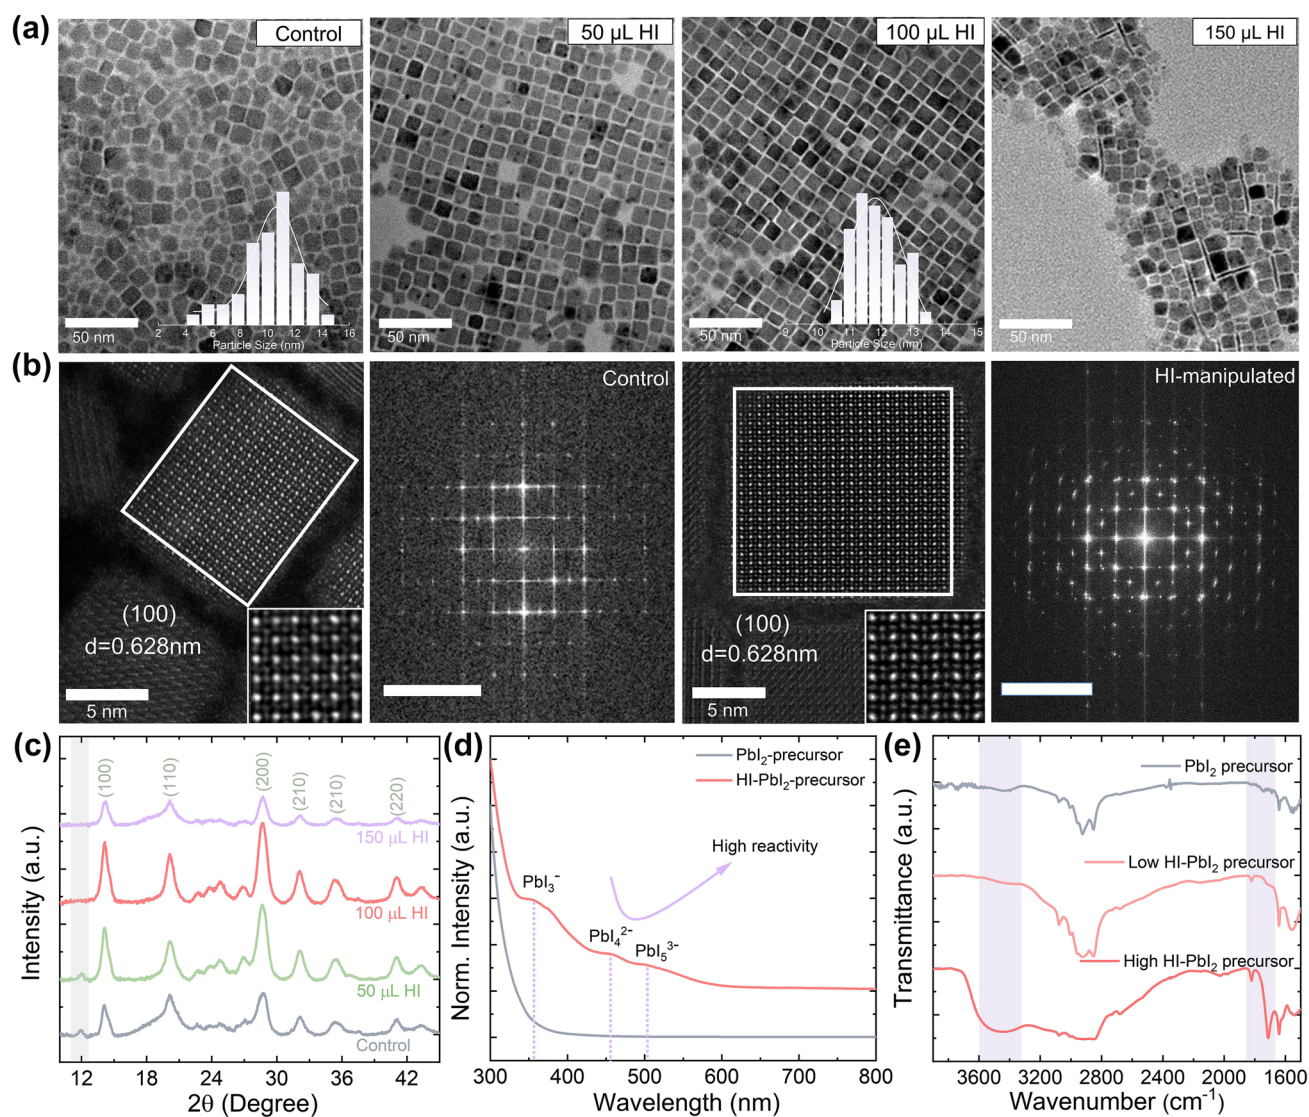 (a)
Control
50 μL HI
100 μL HI
150 μL HI
50 nm
2 4 6 8 10 12 14 16
Particle Size (nm)
50 nm
50 nm
9 10 11 12 13 14 15
Particle Size (nm)
50 nm
(b)
Control
HI-manipulated
(100)
d=0.628nm
5 nm
(100)
d=0.628nm
5 nm
(c)
(100)
(110)
(200)
(210)
(210)
(220)
150 μL HI
100 μL HI
50 μL HI
Control
Intensity (a.u.)
12 18 24 30 36 42
2θ (Degree)
(d)
PbI₂-precursor
HI-PbI₂-precursor
High reactivity
PbI₃⁻
PbI₄²⁻
PbI₅³⁻
Norm. Intensity (a.u.)
300 400 500 600 700 800
Wavelength (nm)
(e)
PbI₂ precursor
Low HI-PbI₂ precursor
High HI-PbI₂ precursor
Transmittance (a.u.)
3600 2800 2000 1600
Wavenumber (cm⁻¹)